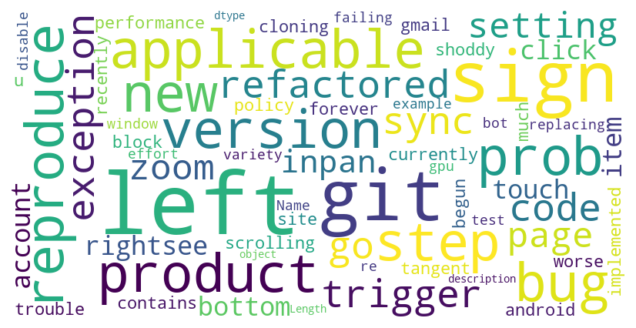 dtype
disable
performance
cloning
failing
gmail
setting
applicable
shoddy
click
recently
u
reproduce
exception
new
refactored
sign
policy
forever
example
version
sync
window
bot
much
replacing
block
effort
variety
inpan
currently
gpu
prob
item
zoom
left
git
touch
account
Name
begun
test
code
rightsee
site
go
step
page
implemented
scrolling
object
re
tangent
worse
product
trigger
description
bug
trouble
contains
bottom
Length
android